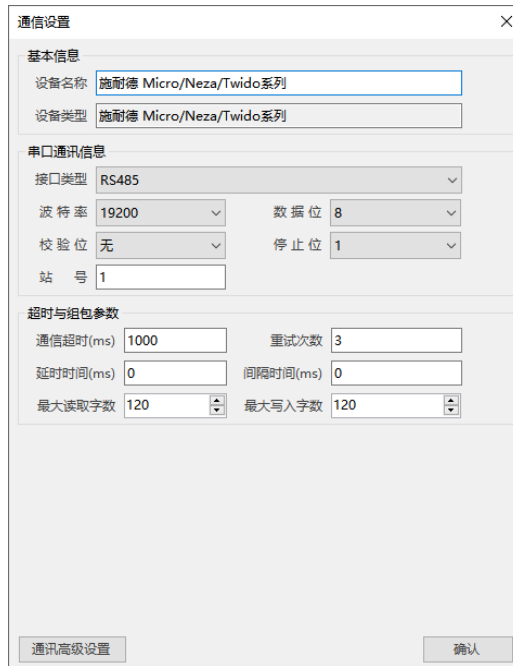 通信设置
基本信息
设备名称 施耐德 Micro/Neza/Twido系列
设备类型 施耐德 Micro/Neza/Twido系列
串口通讯信息
接口类型 RS485
波特率 19200 数据位 8
校验位 无 停止位 1
站号 1
超时与组包参数
通信超时(ms) 1000 重试次数 3
延时时间(ms) 0 间隔时间(ms) 0
最大读取字数 120 最大写入字数 120
通讯高级设置 确认